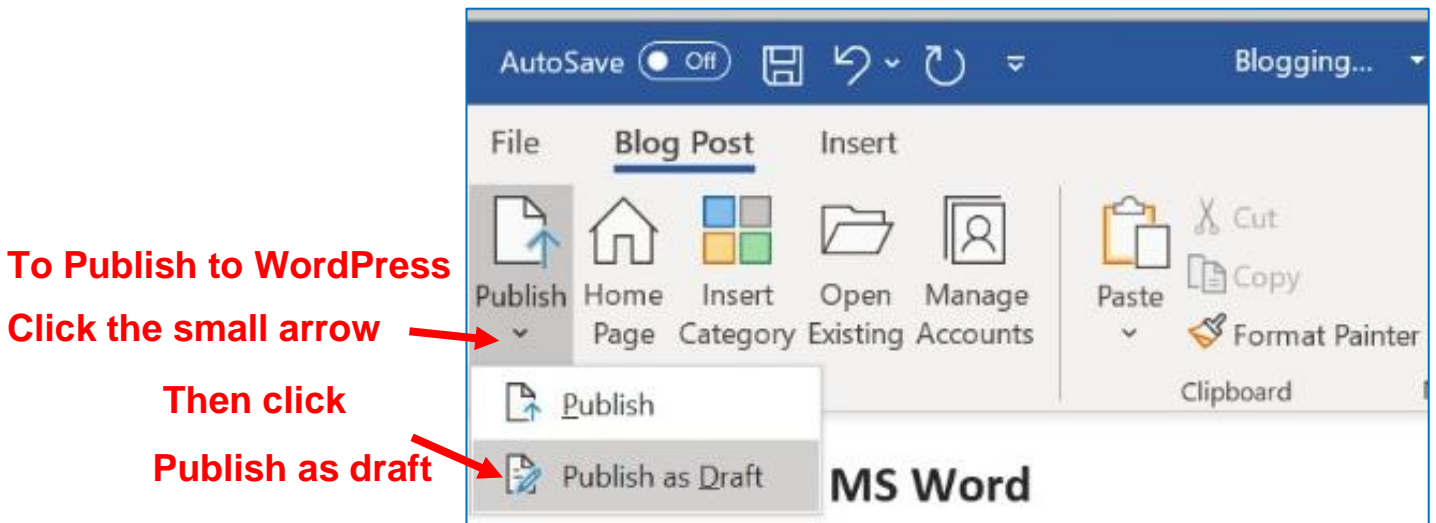 AutoSave Off Blogging...
File Blog Post Insert
To Publish to WordPress
Click the small arrow
Then click
Publish as draft
Publish
Home
Page
Insert
Category
Open
Existing
Manage
Accounts
Paste
Cut
Copy
Format Painter
Clipboard
Publish
Publish as Draft
MS Word